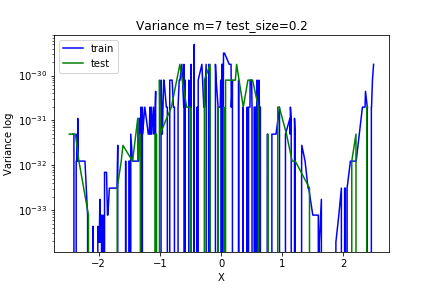 Variance m=7 test_size=0.2
train
test
Variance log
10⁻³⁰
10⁻³¹
10⁻³²
10⁻³³
−2
−1
0
1
2
X